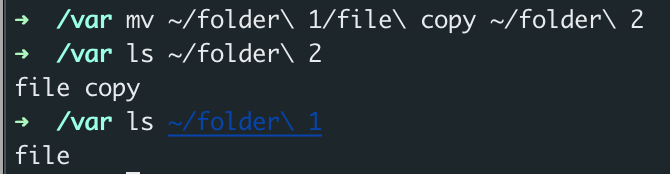 ➜ /var mv ~/folder\ 1/file\ copy ~/folder\ 2
➜ /var ls ~/folder\ 2
file copy
➜ /var ls ~/folder\ 1
file